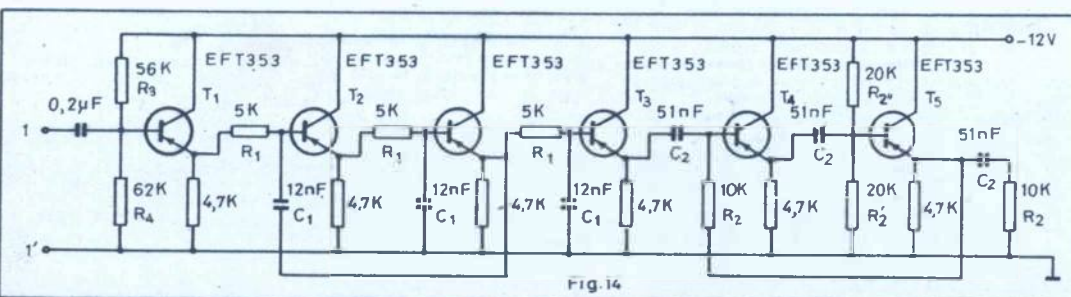 -12V
EFT353 EFT353 EFT353 EFT353 EFT353 EFT353
56K 20K
R3 R2"
0,2µF T1 T2 T3 T4 T5
5K 5K 5K 51nF 51nF 51nF
1
R1 R1 R1 C2 C2 C2
62K 12nF 12nF 12nF 10K 20K 10K
R4 C1 C1 C1 R2 R'2 R2
4,7K 4,7K 4,7K 4,7K 4,7K 4,7K
1'
Fig.14